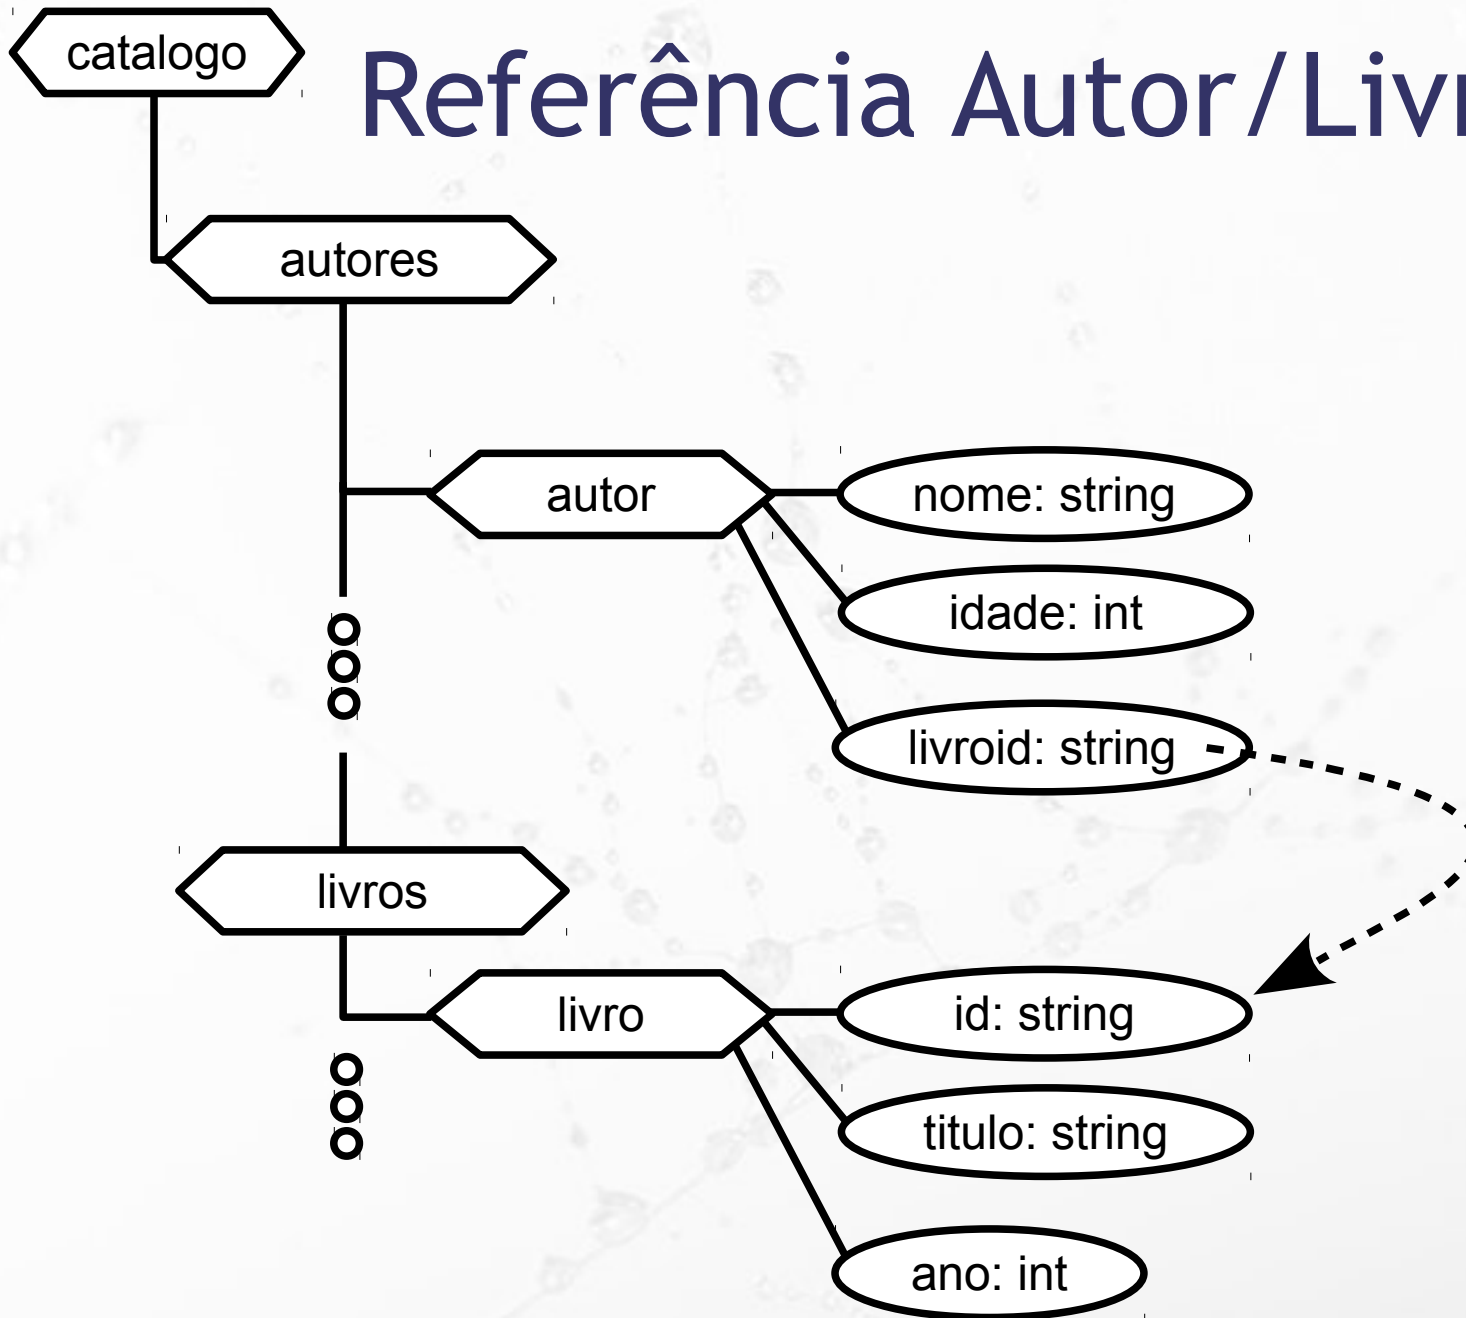 catalogo
Referência Autor/Livr
autores
autor
nome: string
idade: int
livroid: string
livros
livro
id: string
titulo: string
ano: int